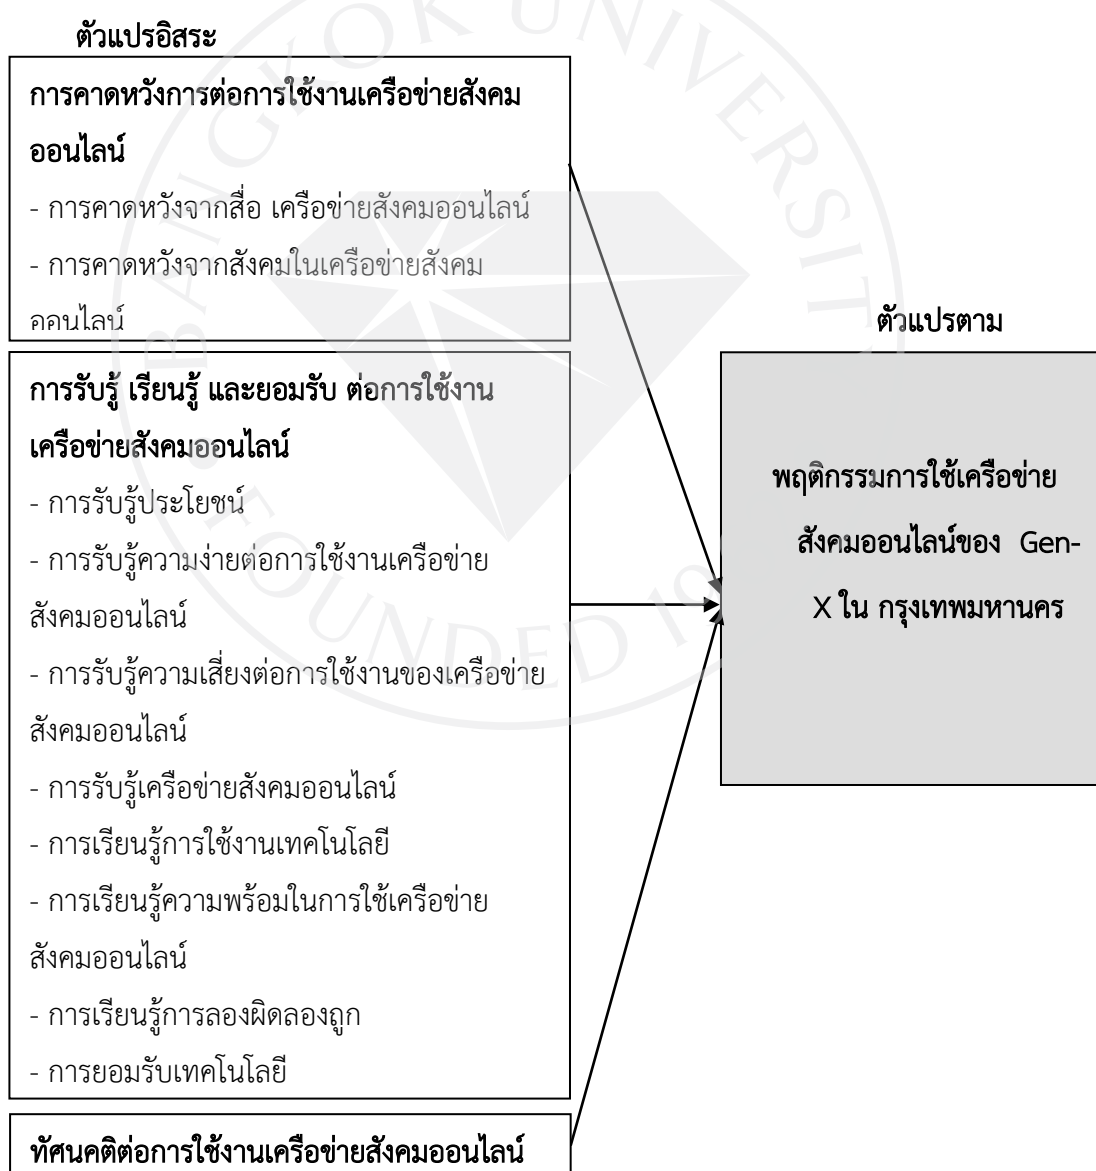 ตัวแปรอิสระ
การคาดหวังการต่อการใช้งานเครือข่ายสังคม
ออนไลน์
- การคาดหวังจากสื่อ เครือข่ายสังคมออนไลน์
- การคาดหวังจากสังคมในเครือข่ายสังคม
ออนไลน์
การรับรู้ เรียนรู้ และยอมรับ ต่อการใช้งาน
เครือข่ายสังคมออนไลน์
- การรับรู้ประโยชน์
- การรับรู้ความง่ายต่อการใช้งานเครือข่าย
สังคมออนไลน์
- การรับรู้ความเสี่ยงต่อการใช้งานของเครือข่าย
สังคมออนไลน์
- การรับรู้เครือข่ายสังคมออนไลน์
- การเรียนรู้การใช้งานเทคโนโลยี
- การเรียนรู้ความพร้อมในการใช้เครือข่าย
สังคมออนไลน์
- การเรียนรู้การลองผิดลองถูก
- การยอมรับเทคโนโลยี
ทัศนคติต่อการใช้งานเครือข่ายสังคมออนไลน์
ตัวแปรตาม
พฤติกรรมการใช้เครือข่าย
สังคมออนไลน์ของ Gen-
X ใน กรุงเทพมหานคร
BANGKOK UNIVERSITY
FOUNDED 19